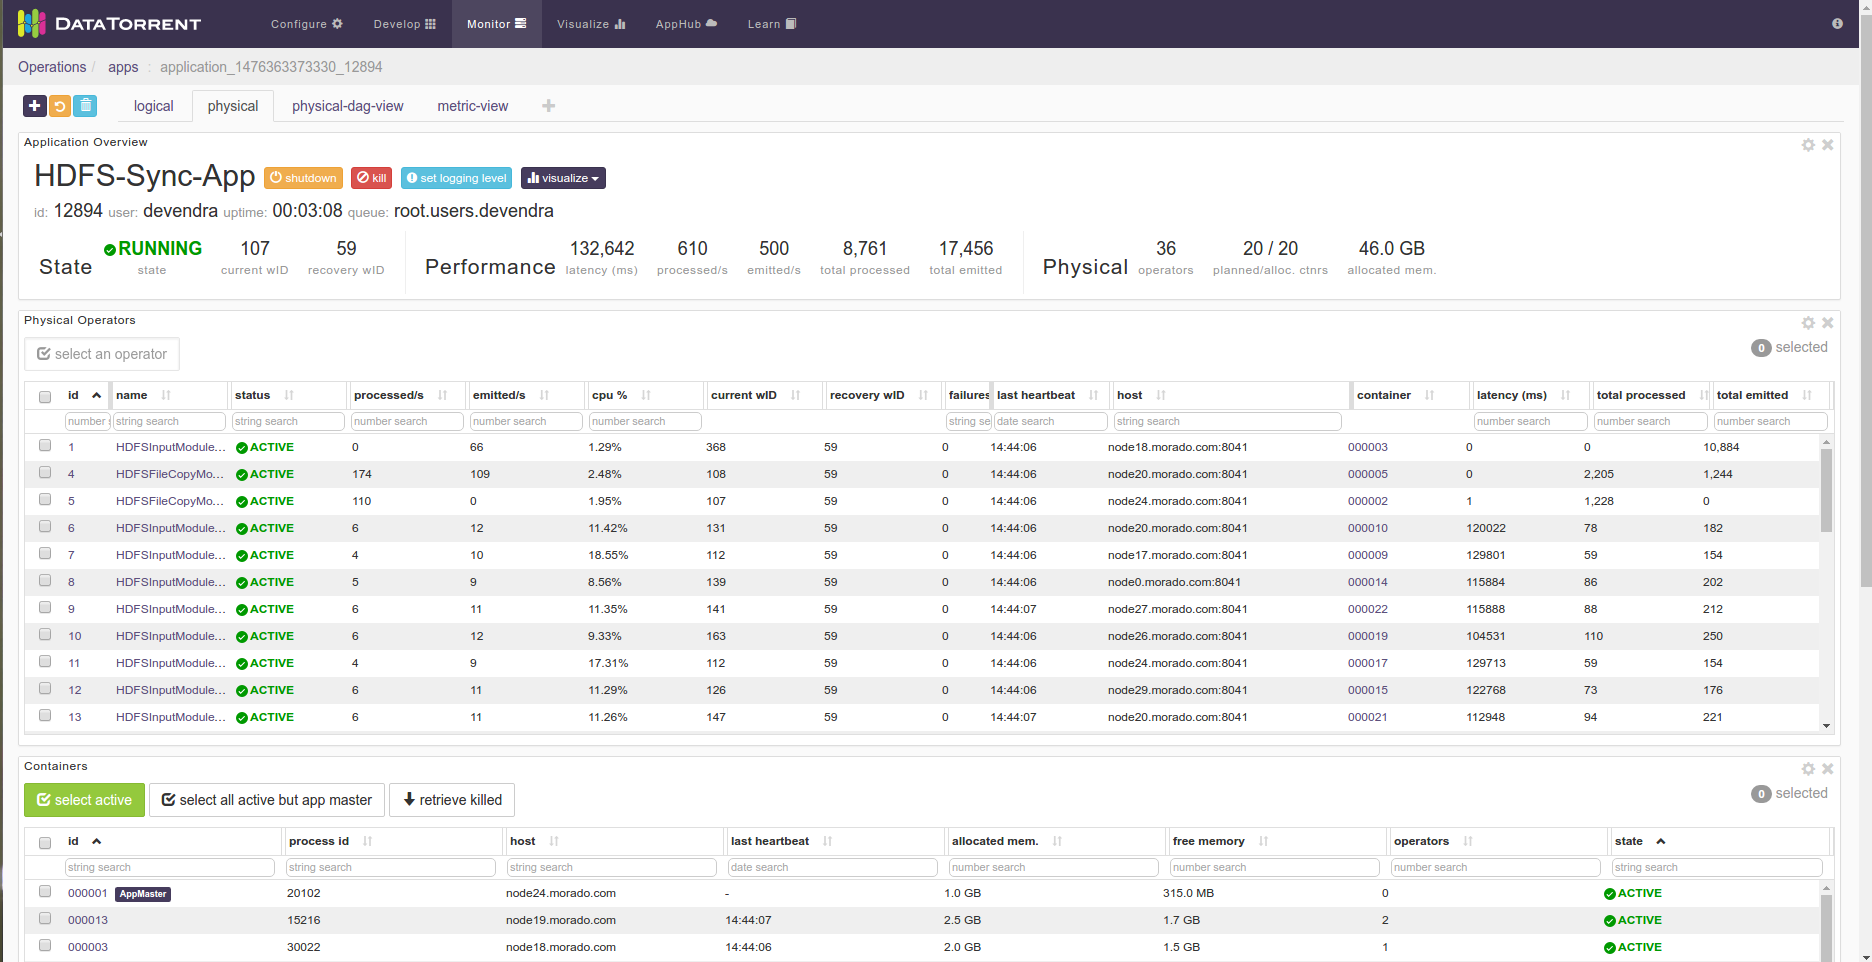 DATATORRENT Configure Develop Monitor Visualize AppHub Learn
Operations / apps application_1476363373330_12894
logical physical physical-dag-view metric-view
Application Overview
HDFS-Sync-App shutdown kill set logging level visualize
id: 12894 user: devendra uptime: 00:03:08 queue: root.users.devendra
State RUNNING state 107 current wID 59 recovery wID Performance 132,642 latency (ms) 610 processed/s 500 emitted/s 8,761 total processed 17,456 total emitted Physical 36 operators 20 / 20 planned/alloc. ctnrs 46.0 GB allocated mem.
Physical Operators
select an operator 0 selected
id name status processed/s emitted/s cpu % current wID recovery wID failures last heartbeat host container latency (ms) total processed total emitted
number s string search string search number search number search number search string se date search string search number search number search number search
1 HDFSInputModule... ACTIVE 0 66 1.29% 368 59 0 14:44:06 node18.morado.com:8041 000003 0 0 10,884
4 HDFSFileCopyMo... ACTIVE 174 109 2.48% 108 59 0 14:44:06 node20.morado.com:8041 000005 0 2,205 1,244
5 HDFSFileCopyMo... ACTIVE 110 0 1.95% 107 59 0 14:44:06 node24.morado.com:8041 000002 1 1,228 0
6 HDFSInputModule... ACTIVE 6 12 11.42% 131 59 0 14:44:06 node20.morado.com:8041 000010 120022 78 182
7 HDFSInputModule... ACTIVE 4 10 18.55% 112 59 0 14:44:06 node17.morado.com:8041 000009 129801 59 154
8 HDFSInputModule... ACTIVE 5 9 8.56% 139 59 0 14:44:06 node0.morado.com:8041 000014 115884 86 202
9 HDFSInputModule... ACTIVE 6 11 11.35% 141 59 0 14:44:07 node27.morado.com:8041 000022 115888 88 212
10 HDFSInputModule... ACTIVE 6 12 9.33% 163 59 0 14:44:06 node26.morado.com:8041 000019 104531 110 250
11 HDFSInputModule... ACTIVE 4 9 17.31% 112 59 0 14:44:06 node24.morado.com:8041 000017 129713 59 154
12 HDFSInputModule... ACTIVE 6 11 11.29% 126 59 0 14:44:06 node29.morado.com:8041 000015 122768 73 176
13 HDFSInputModule... ACTIVE 6 11 11.26% 147 59 0 14:44:07 node20.morado.com:8041 000021 112948 94 221
Containers
select active select all active but app master retrieve killed 0 selected
id process id host last heartbeat allocated mem. free memory operators state
string search string search string search date search number search number search number search string search
000001 AppMaster 20102 node24.morado.com - 1.0 GB 315.0 MB 0 ACTIVE
000013 15216 node19.morado.com 14:44:07 2.5 GB 1.7 GB 2 ACTIVE
000003 30022 node18.morado.com 14:44:06 2.0 GB 1.5 GB 1 ACTIVE